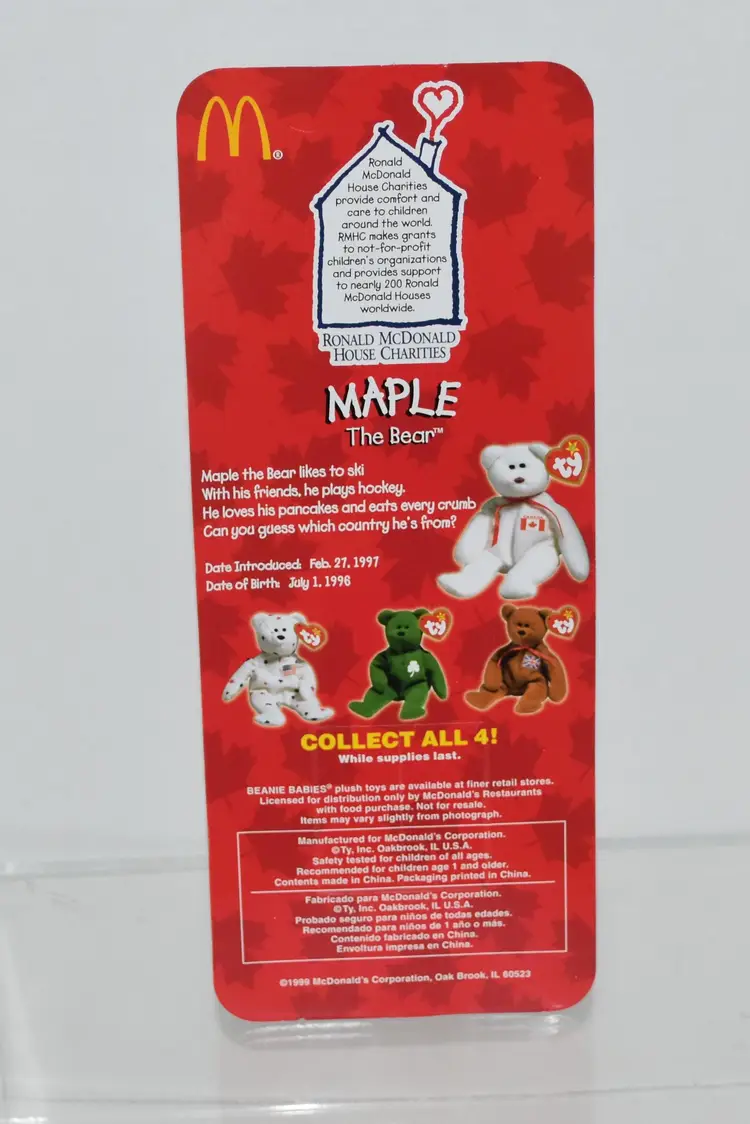 M®
Ronald
McDonald
House Charities
provide comfort and
care to children
around the world.
RMHC makes grants
to not-for-profit
children's organizations
and provides support
to nearly 200 Ronald
McDonald Houses
worldwide.
RONALD MCDONALD
HOUSE CHARITIES
MAPLE
The Bear™
Maple the Bear likes to ski
With his friends, he plays hockey.
He loves his pancakes and eats every crumb
Can you guess which country he's from?
Date Introduced: Feb. 27, 1997
Date of Birth: July 1, 1996
ty
CANADA
ty
ty
ty
COLLECT ALL 4!
While supplies last.
BEANIE BABIES® plush toys are available at finer retail stores.
Licensed for distribution only by McDonald's Restaurants
with food purchase. Not for resale.
Items may vary slightly from photograph.
Manufactured for McDonald's Corporation.
©Ty, Inc. Oakbrook, IL U.S.A.
Safety tested for children of all ages.
Recommended for children age 1 and older.
Contents made in China. Packaging printed in China.
Fabricado para McDonald's Corporation.
©Ty, Inc. Oakbrook, IL U.S.A.
Probado seguro para niños de todas edades.
Recomendado para niños de 1 año o más.
Contenido fabricado en China.
Envoltura impresa en China.
©1999 McDonald's Corporation, Oak Brook, IL 60523